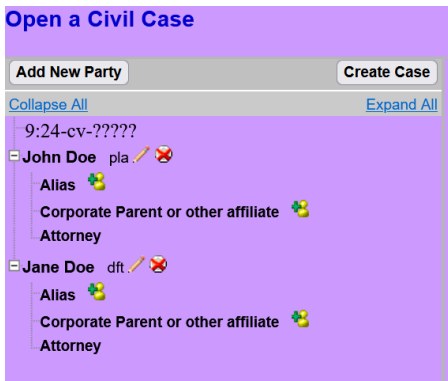 Open a Civil Case
Add New Party Create Case
Collapse All Expand All
9:24-cv-?????
John Doe pla
Alias
Corporate Parent or other affiliate
Attorney
Jane Doe dft
Alias
Corporate Parent or other affiliate
Attorney